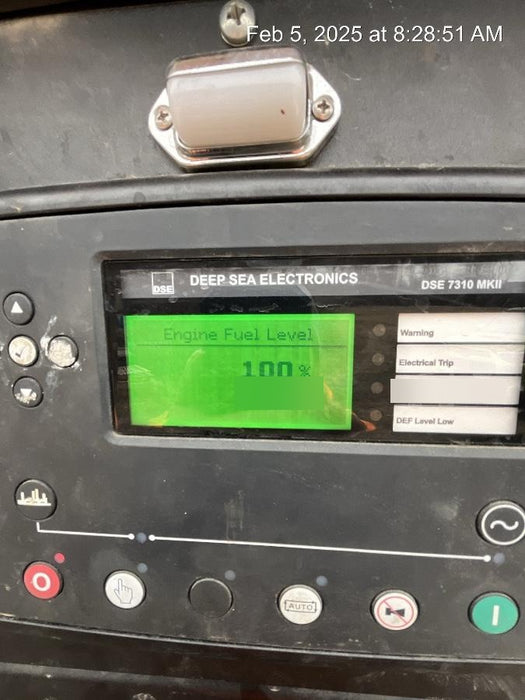 Feb 5, 2025 at 8:28:51 AM
DSE
DEEP SEA ELECTRONICS
DSE 7310 MKII
Engine Fuel Level
100 %
Warning
Electrical Trip
DEF Level Low
AUTO